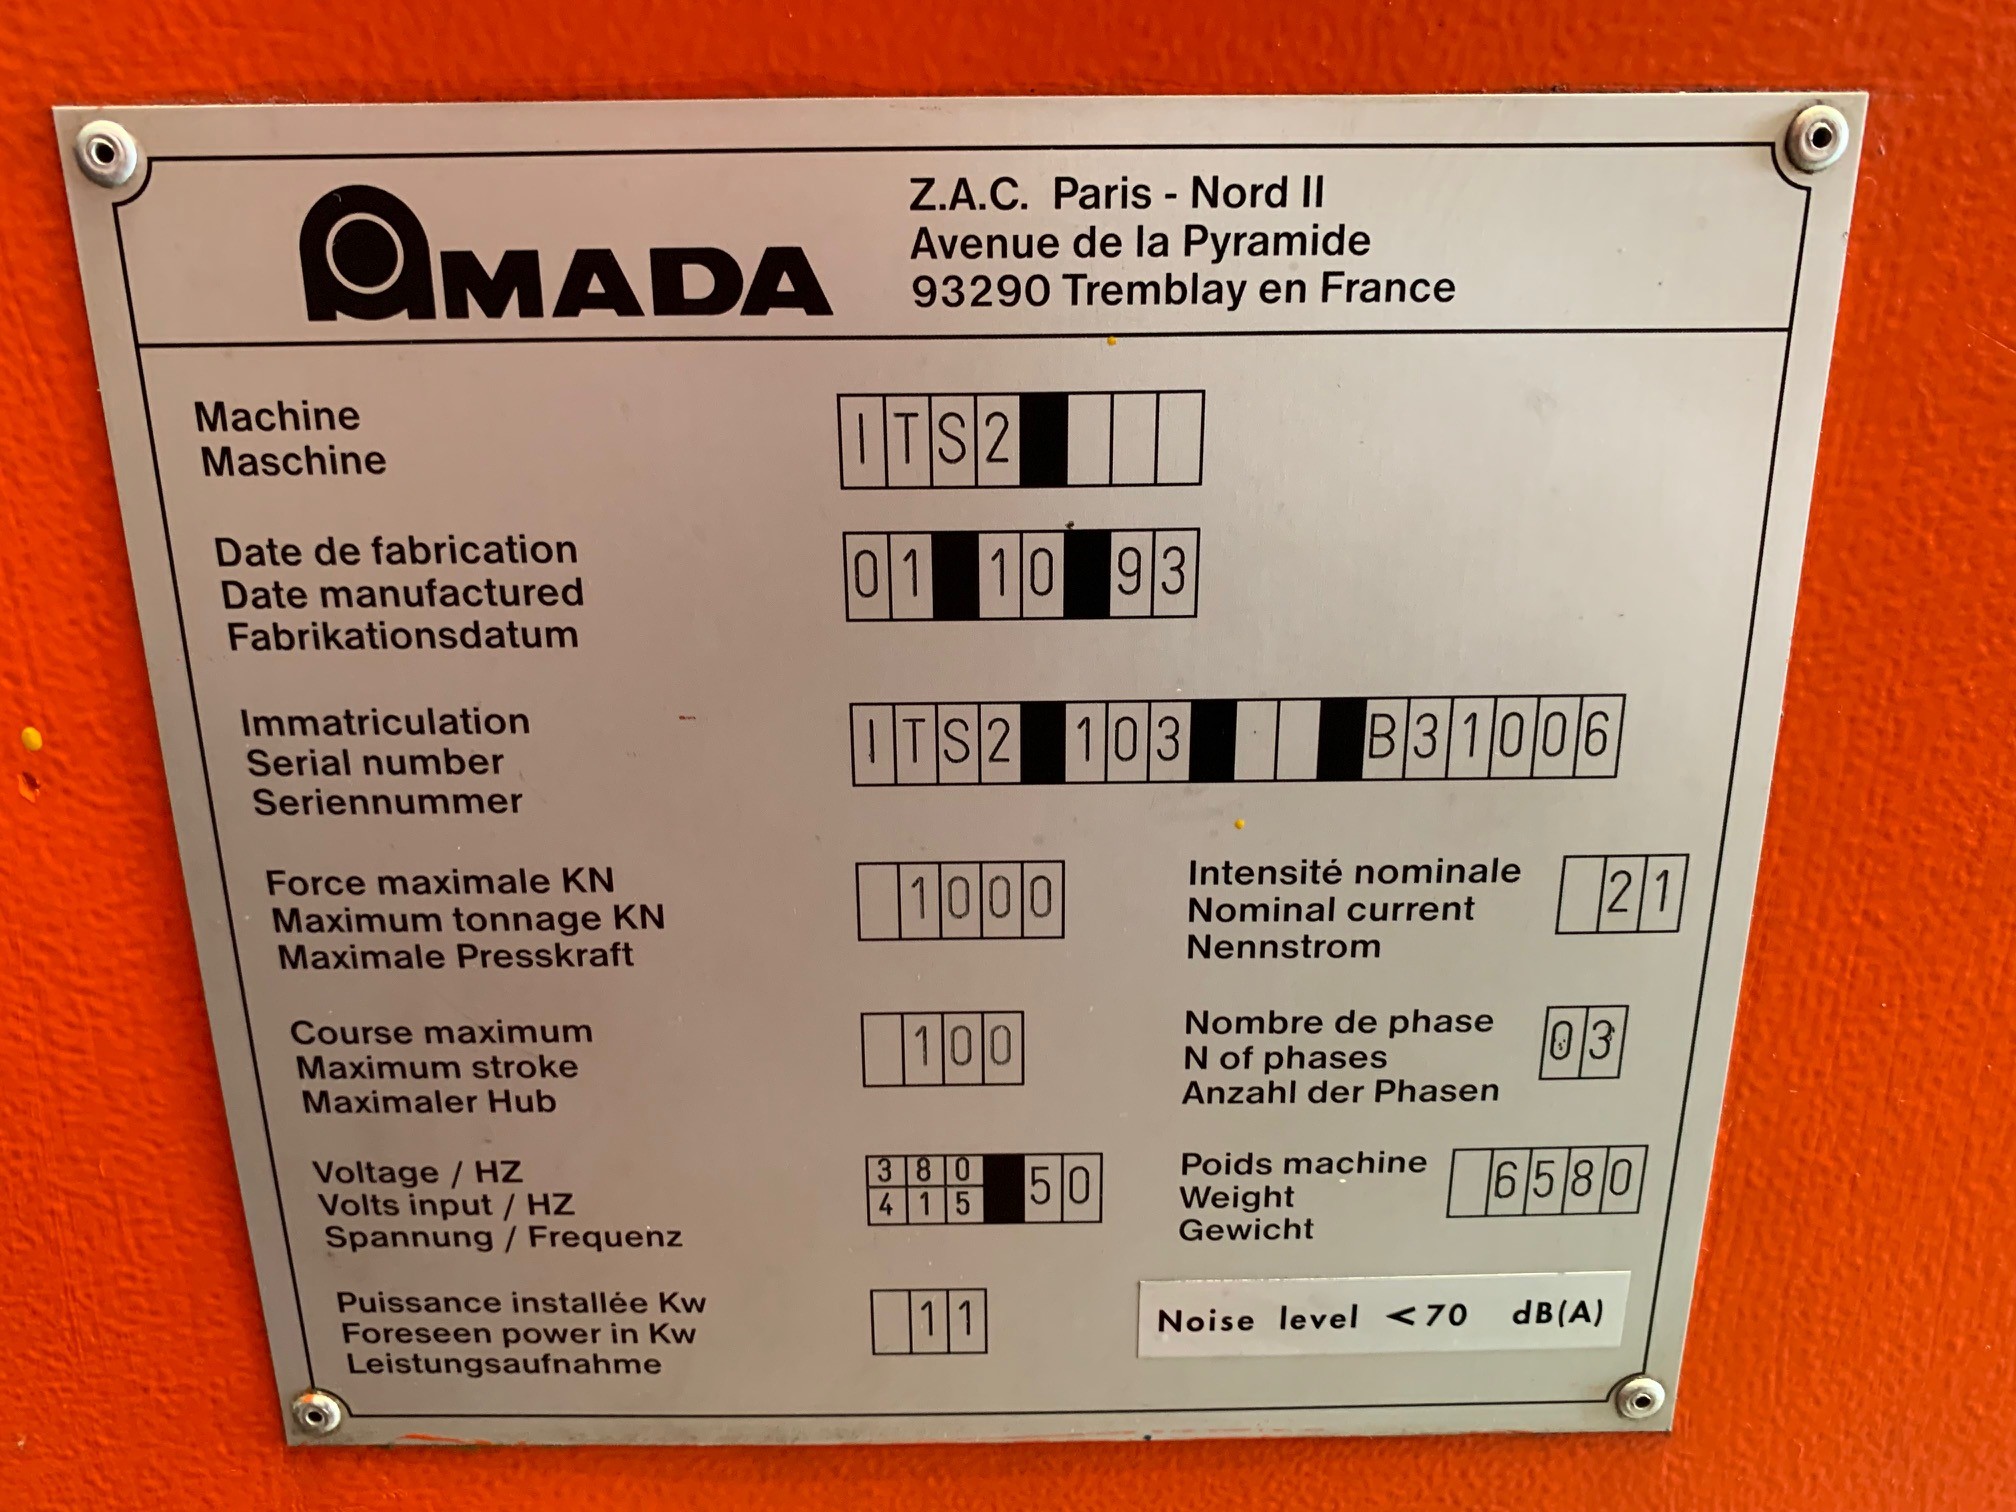 AMADA
Z.A.C. Paris - Nord II
Avenue de la Pyramide
93290 Tremblay en France
Machine
Maschine
ITS2
Date de fabrication
Date manufactured
Fabrikationsdatum
01 10 93
Immatriculation
Serial number
Seriennummer
ITS2 103 B31006
Force maximale KN
Maximum tonnage KN
Maximale Presskraft
1000
Intensité nominale
Nominal current
Nennstrom
21
Course maximum
Maximum stroke
Maximaler Hub
100
Nombre de phase
N of phases
Anzahl der Phasen
03
Voltage / HZ
Volts input / HZ
Spannung / Frequenz
380
415
50
Poids machine
Weight
Gewicht
6580
Puissance installée Kw
Foreseen power in Kw
Leistungsaufnahme
11
Noise level <70 dB(A)